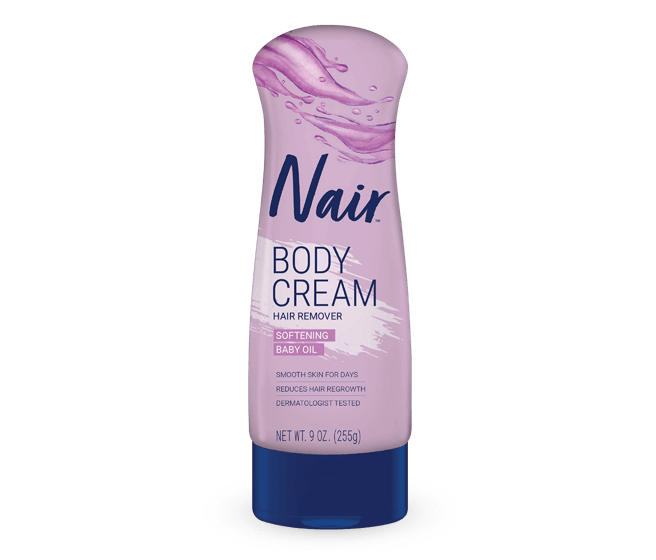 Nair™
BODY
CREAM
HAIR REMOVER
SOFTENING
BABY OIL
SMOOTH SKIN FOR DAYS
REDUCES HAIR REGROWTH
DERMATOLOGIST TESTED
NET WT. 9 OZ. (255g)